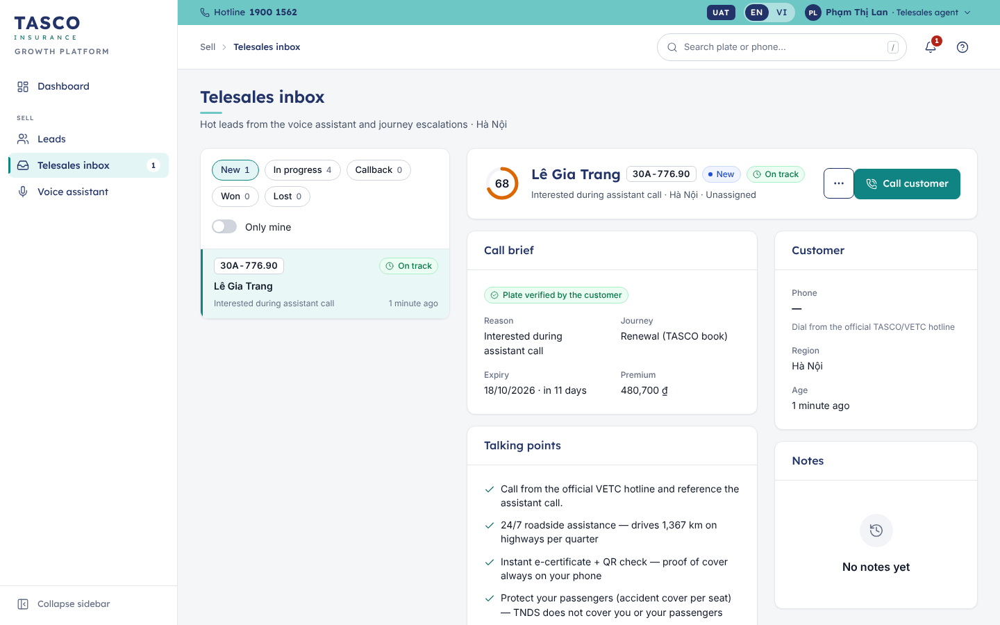 TASCO
INSURANCE
GROWTH PLATFORM
Dashboard
SELL
Leads
Telesales inbox 1
Voice assistant
Collapse sidebar
Hotline 1900 1562
UAT
EN VI
PL Phạm Thị Lan · Telesales agent
Sell > Telesales inbox
Search plate or phone... /
1
Telesales inbox
Hot leads from the voice assistant and journey escalations · Hà Nội
New 1 In progress 4 Callback 0
Won 0 Lost 0
Only mine
30A-776.90 On track
Lê Gia Trang
Interested during assistant call 1 minute ago
68
Lê Gia Trang 30A-776.90 New On track
Interested during assistant call · Hà Nội · Unassigned
Call customer
Call brief
Plate verified by the customer
Reason Journey
Interested during assistant call Renewal (TASCO book)
Expiry Premium
18/10/2026 · in 11 days 480,700 ₫
Talking points
Call from the official VETC hotline and reference the
assistant call.
24/7 roadside assistance — drives 1,367 km on
highways per quarter
Instant e-certificate + QR check — proof of cover
always on your phone
Protect your passengers (accident cover per seat)
— TNDS does not cover you or your passengers
Customer
Phone
—
Dial from the official TASCO/VETC hotline
Region
Hà Nội
Age
1 minute ago
Notes
No notes yet